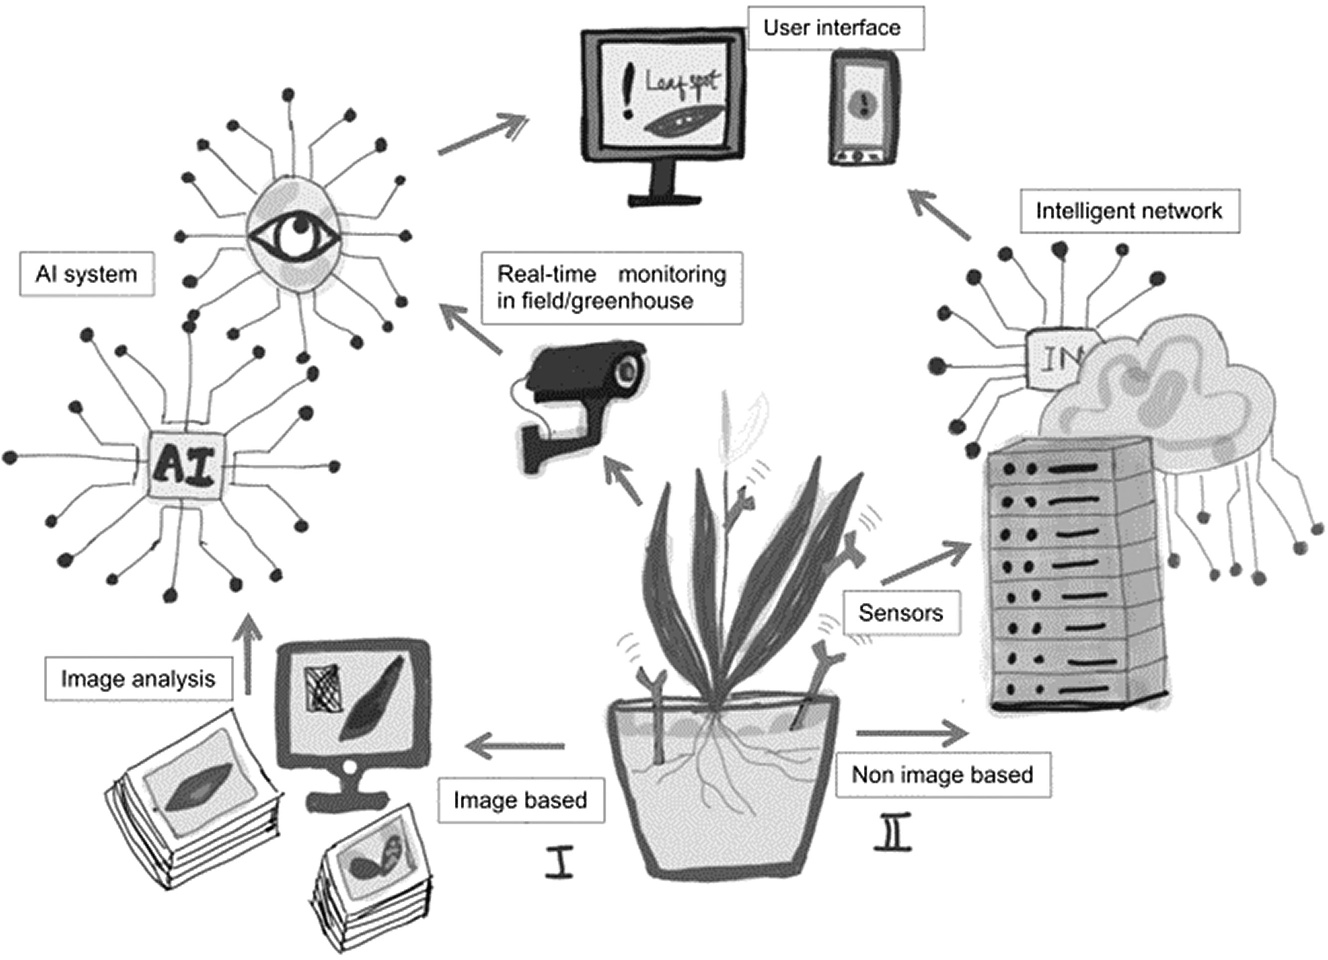 User interface
! Leaf spot
!
Intelligent network
AI system
Real-time monitoring
in field/greenhouse
IN
AI
Sensors
Image analysis
Non image based
Image based
II
I